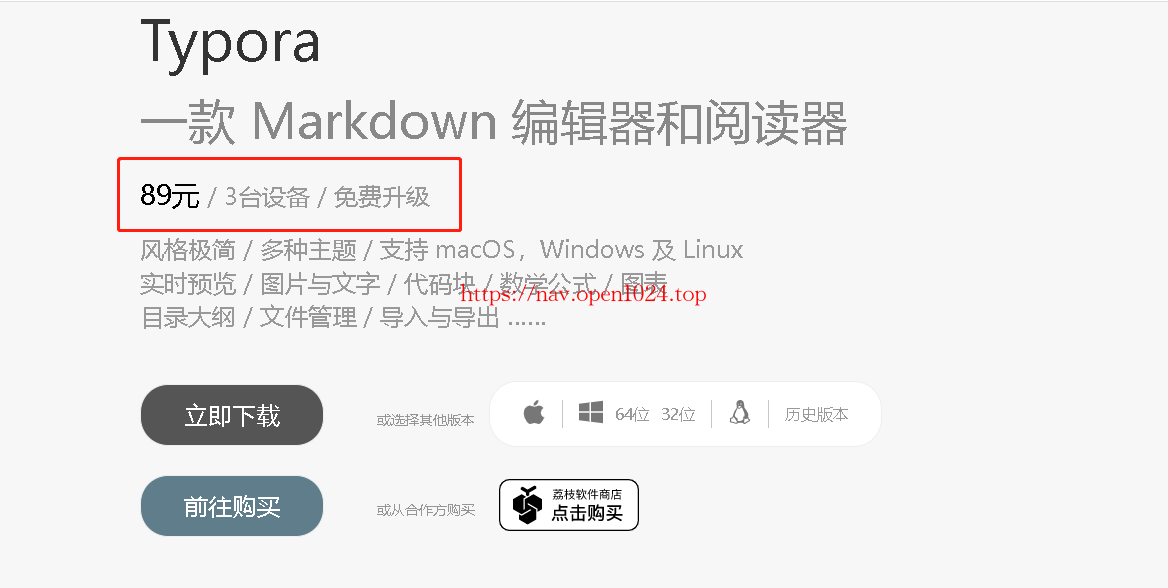 Typora
一款 Markdown 编辑器和阅读器
89元 / 3台设备 / 免费升级
风格极简 / 多种主题 / 支持 macOS，Windows 及 Linux
实时预览 / 图片与文字 / 代码块 / 数学公式 / 图表
https://nav.open1024.top
目录大纲 / 文件管理 / 导入与导出 ……
立即下载
或选择其他版本
64位 32位
历史版本
前往购买
或从合作方购买
荔枝软件商店
点击购买